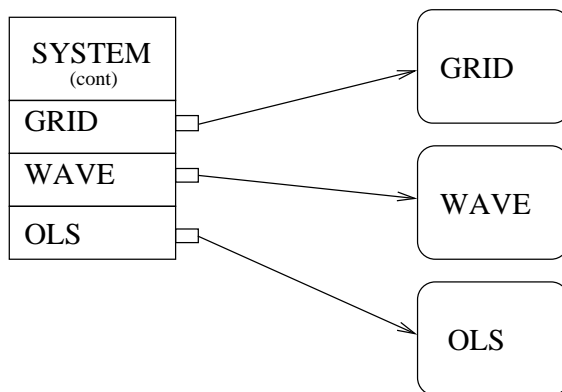 SYSTEM
(cont)
GRID
WAVE
OLS
GRID
WAVE
OLS